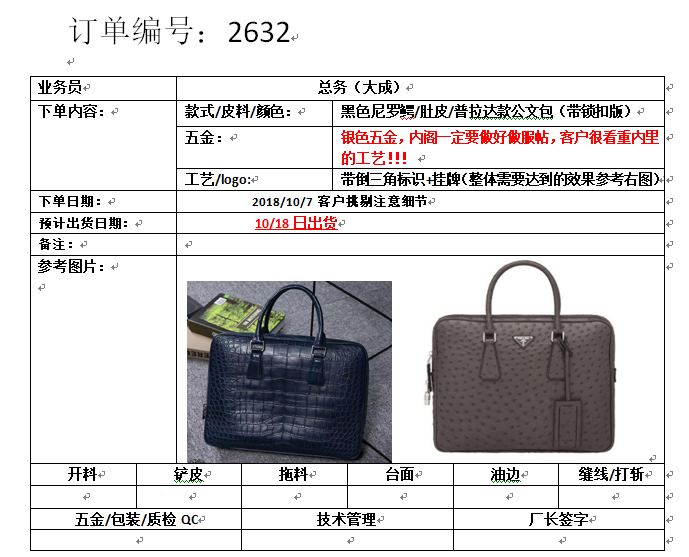 订单编号：2632
业务员
总务（大成）
下单内容：
款式/皮料/颜色：
黑色尼罗鳄/肚皮/普拉达款公文包（带锁扣版）
五金：
银色五金，内阁一定要做好做服帖，客户很看重内里
的工艺!!!
工艺/logo:
带倒三角标识+挂牌（整体需要达到的效果参考右图）
下单日期：
2018/10/7 客户挑剔注意细节
预计出货日期：
10/18 日出货
备注：
参考图片：
开料
铲皮
拖料
台面
油边
缝线/打斩
五金/包装/质检 QC
技术管理
厂长签字